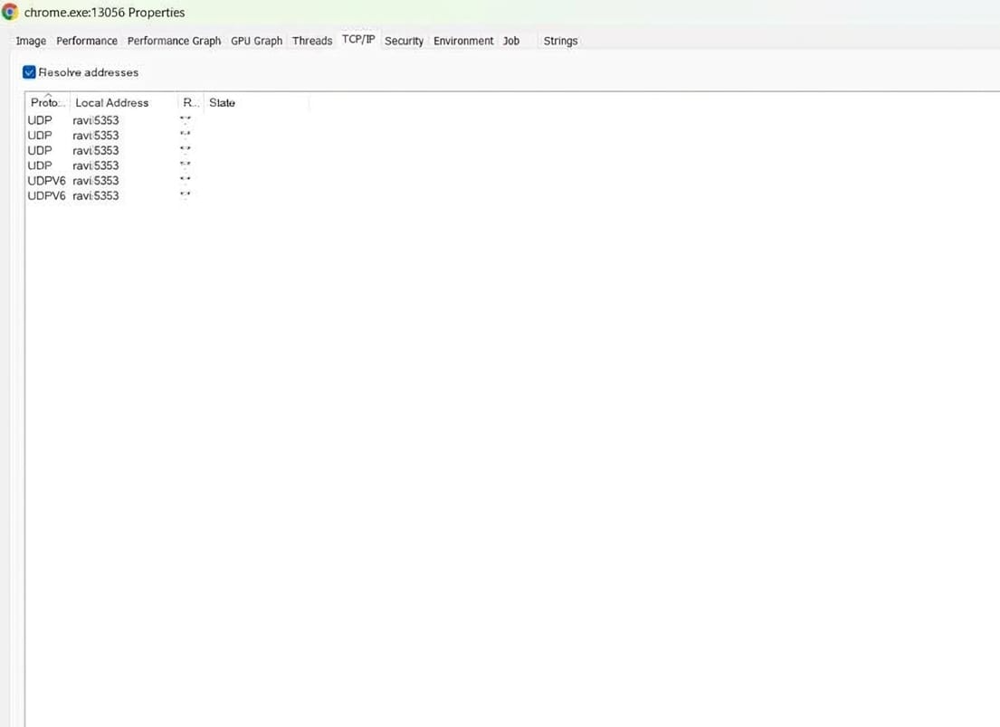 chrome.exe:13056 Properties
Image Performance Performance Graph GPU Graph Threads TCP/IP Security Environment Job Strings
Resolve addresses
Proto... Local Address R... State
UDP ravi:5353 *:*
UDP ravi:5353 *:*
UDP ravi:5353 *:*
UDP ravi:5353 *:*
UDPV6 ravi:5353 *:*
UDPV6 ravi:5353 *:*